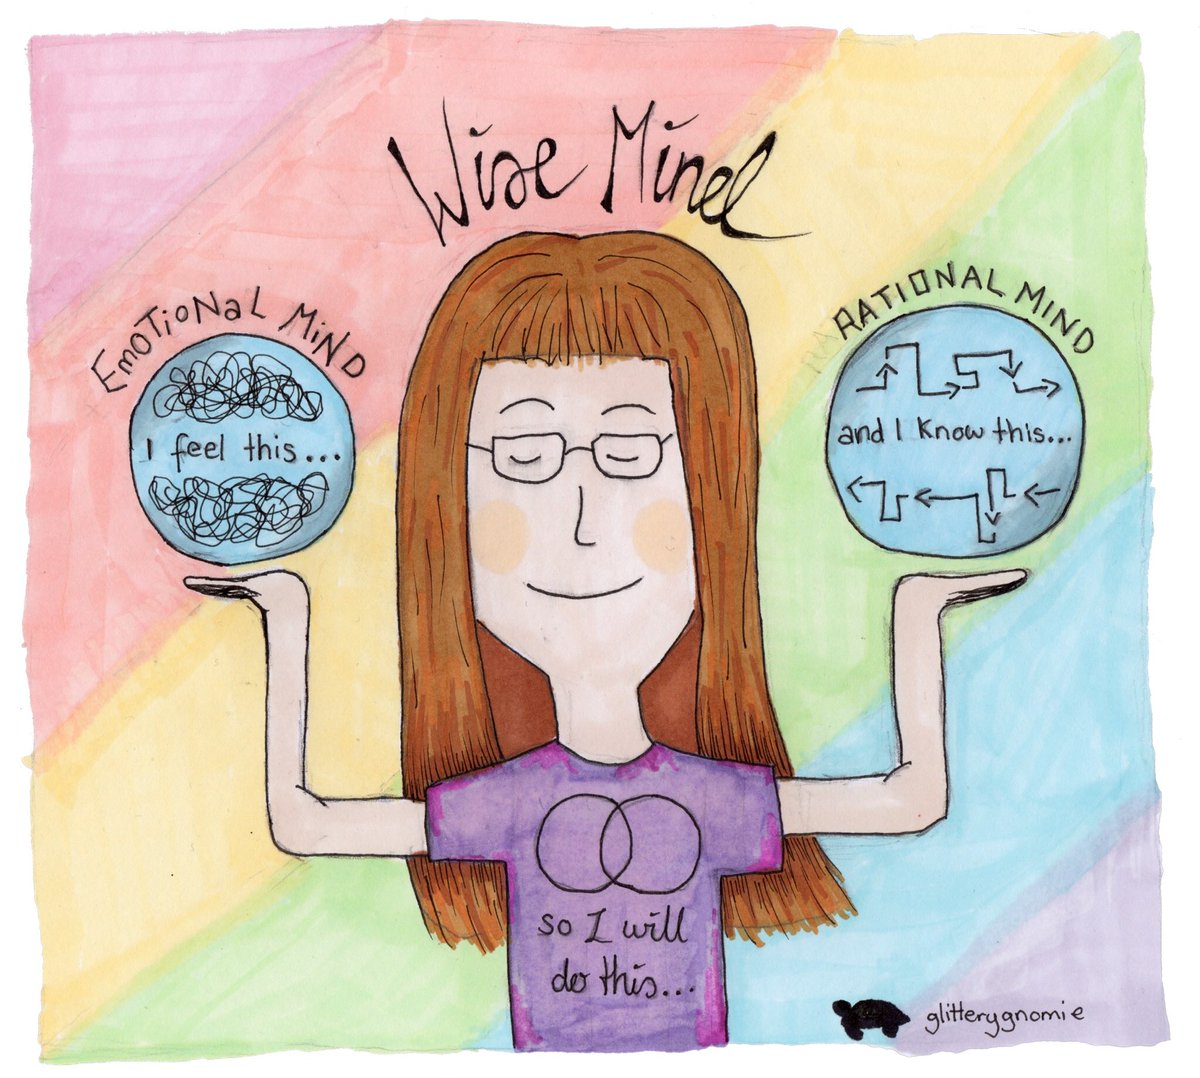 Wise Mind
EmOTiONaL MiND
RATIONAL MIND
I feel this...
and I know this...
so I will
do this...
glitterygnomie